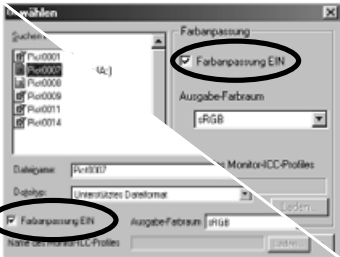 wählen
Suchen
Pict0001
Pict0007
(A:)
Pict0008
Pict0009
Pict0011
Pict0014
Farbanpassung
Farbanpassung EIN
Ausgabe-Farbraum
sRGB
Monitor-ICC-Profiles
Laden...
Dateiname: Pict0007
Dateityp: Unterstütztes Dateiformat
Farbanpassung EIN Ausgabe-Farbraum sRGB
Name des Monitor-ICC-Profiles Laden...